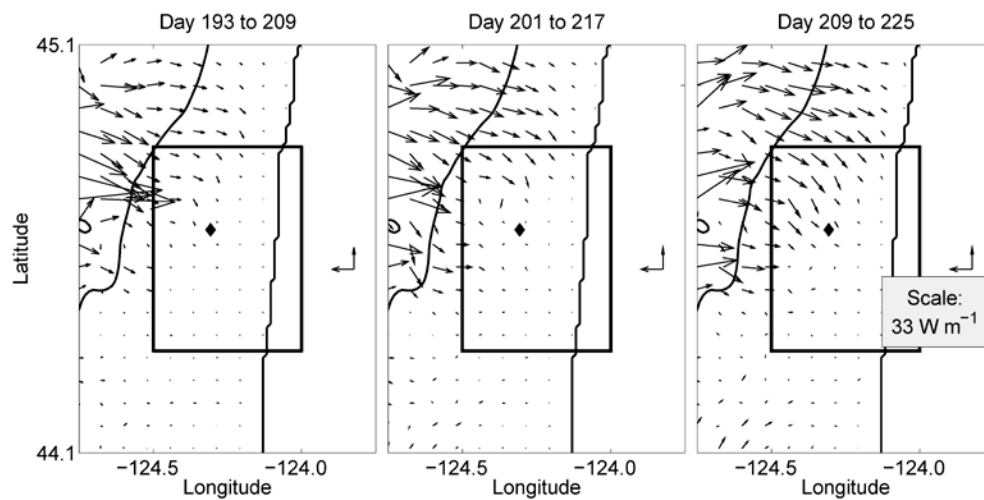 Day 193 to 209
Day 201 to 217
Day 209 to 225
45.1
Latitude
Scale:
33 W m⁻¹
44.1
−124.5 −124.0
−124.5 −124.0
−124.5 −124.0
Longitude
Longitude
Longitude